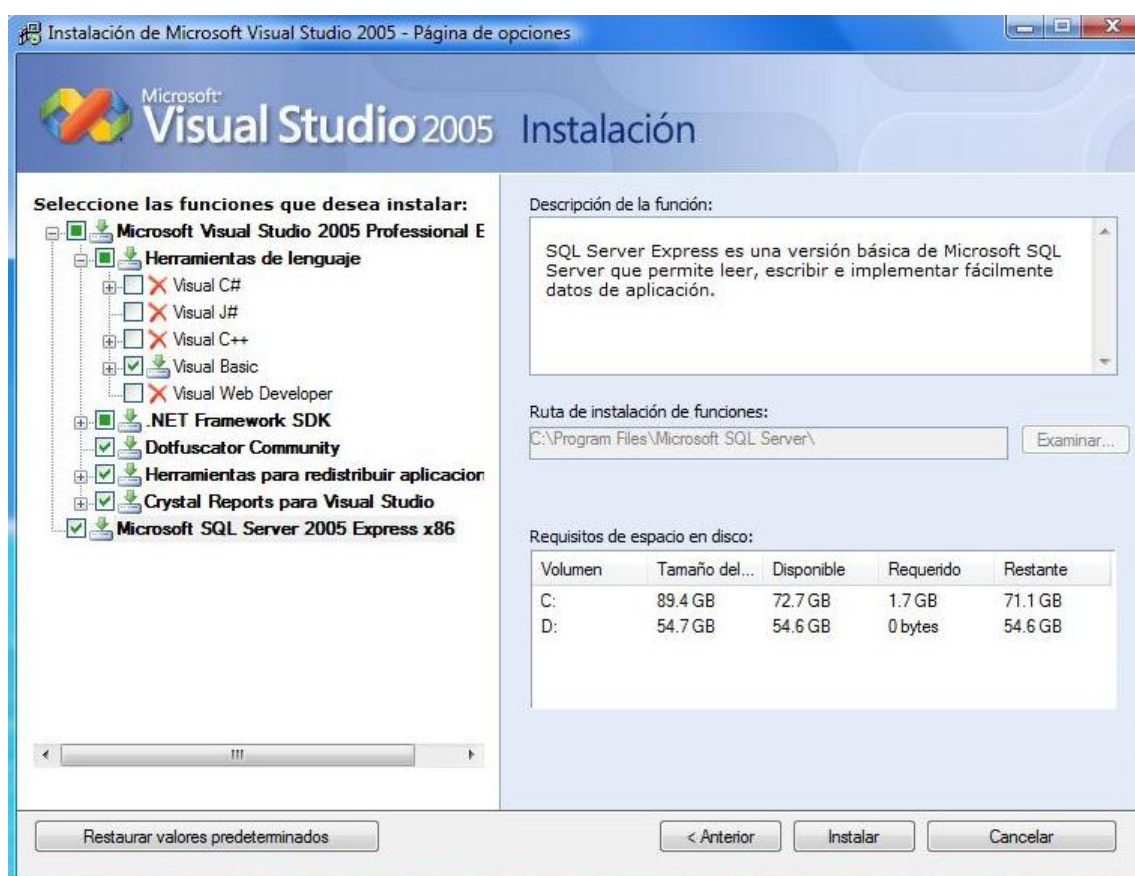 Instalación de Microsoft Visual Studio 2005 - Página de opciones
Microsoft
Visual Studio 2005 Instalación
Seleccione las funciones que desea instalar:
Microsoft Visual Studio 2005 Professional E
Herramientas de lenguaje
Visual C#
Visual J#
Visual C++
Visual Basic
Visual Web Developer
.NET Framework SDK
Dotfuscator Community
Herramientas para redistribuir aplicacion
Crystal Reports para Visual Studio
Microsoft SQL Server 2005 Express x86
Descripción de la función:
SQL Server Express es una versión básica de Microsoft SQL
Server que permite leer, escribir e implementar fácilmente
datos de aplicación.
Ruta de instalación de funciones:
C:\Program Files\Microsoft SQL Server\ Examinar...
Requisitos de espacio en disco:
Volumen Tamaño del... Disponible Requerido Restante
C: 89.4 GB 72.7 GB 1.7 GB 71.1 GB
D: 54.7 GB 54.6 GB 0 bytes 54.6 GB
Restaurar valores predeterminados < Anterior Instalar Cancelar